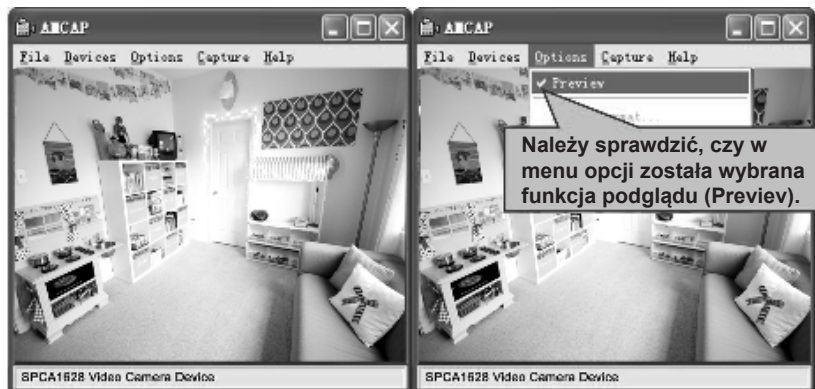 AMCAP
File Devices Options Capture Help
SPCA1628 Video Camera Device
AMCAP
File Devices Options Capture Help
Preview
Należy sprawdzić, czy w
menu opcji została wybrana
funkcja podglądu (Previev).
SPCA1628 Video Camera Device